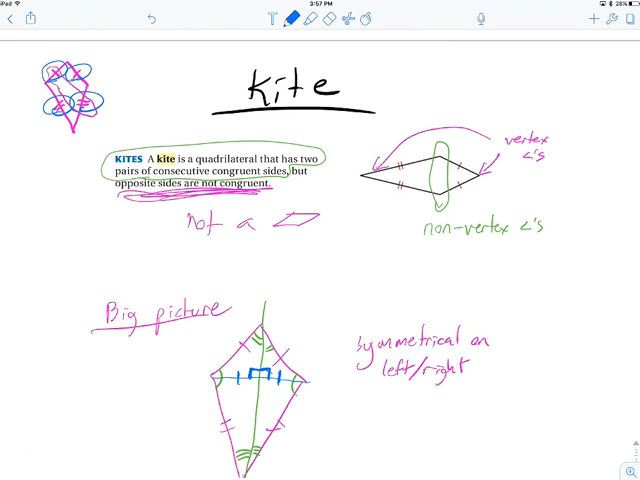 iPad
3:57 PM
28%
Kite
KITES A kite is a quadrilateral that has two
pairs of consecutive congruent sides, but
opposite sides are not congruent.
not a
vertex
<'s
non-vertex <'s
Big picture
symmetrical on
left/right